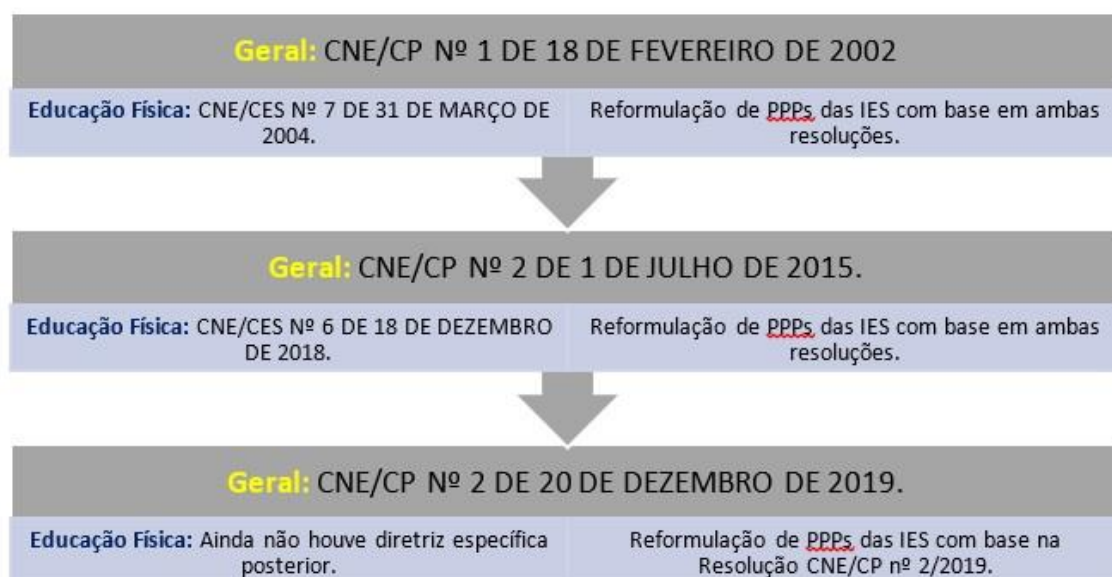 Geral: CNE/CP Nº 1 DE 18 DE FEVEREIRO DE 2002
Educação Física: CNE/CES Nº 7 DE 31 DE MARÇO DE
2004.
Reformulação de PPPs das IES com base em ambas
resoluções.
Geral: CNE/CP Nº 2 DE 1 DE JULHO DE 2015.
Educação Física: CNE/CES Nº 6 DE 18 DE DEZEMBRO
DE 2018.
Reformulação de PPPs das IES com base em ambas
resoluções.
Geral: CNE/CP Nº 2 DE 20 DE DEZEMBRO DE 2019.
Educação Física: Ainda não houve diretriz específica
posterior.
Reformulação de PPPs das IES com base na
Resolução CNE/CP nº 2/2019.